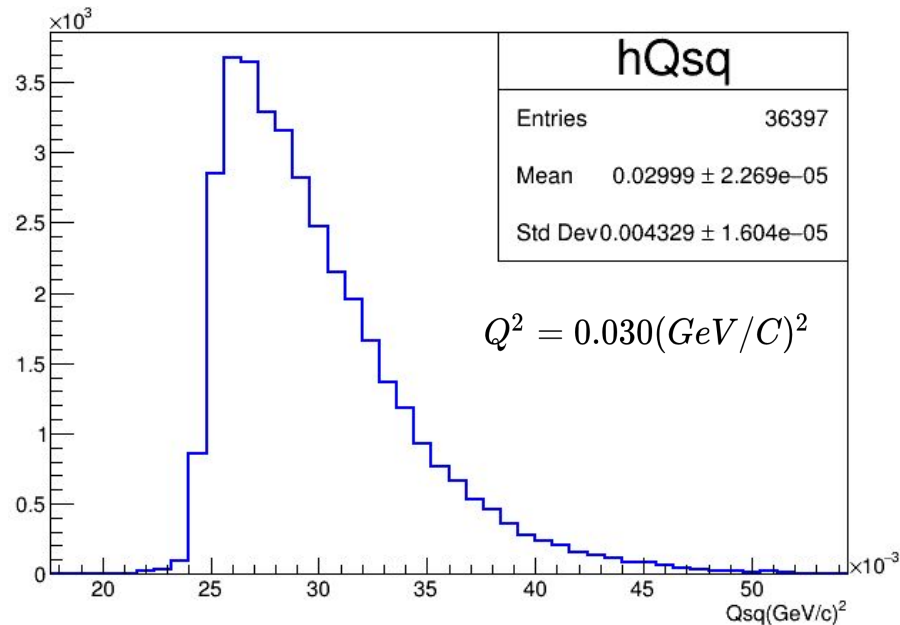 ×10³
hQsq
Entries 36397
Mean 0.02999 ± 2.269e−05
Std Dev 0.004329 ± 1.604e−05
Q² = 0.030(GeV/C)²
3.5
3
2.5
2
1.5
1
0.5
0
20 25 30 35 40 45 50 ×10⁻³
Qsq(GeV/c)²